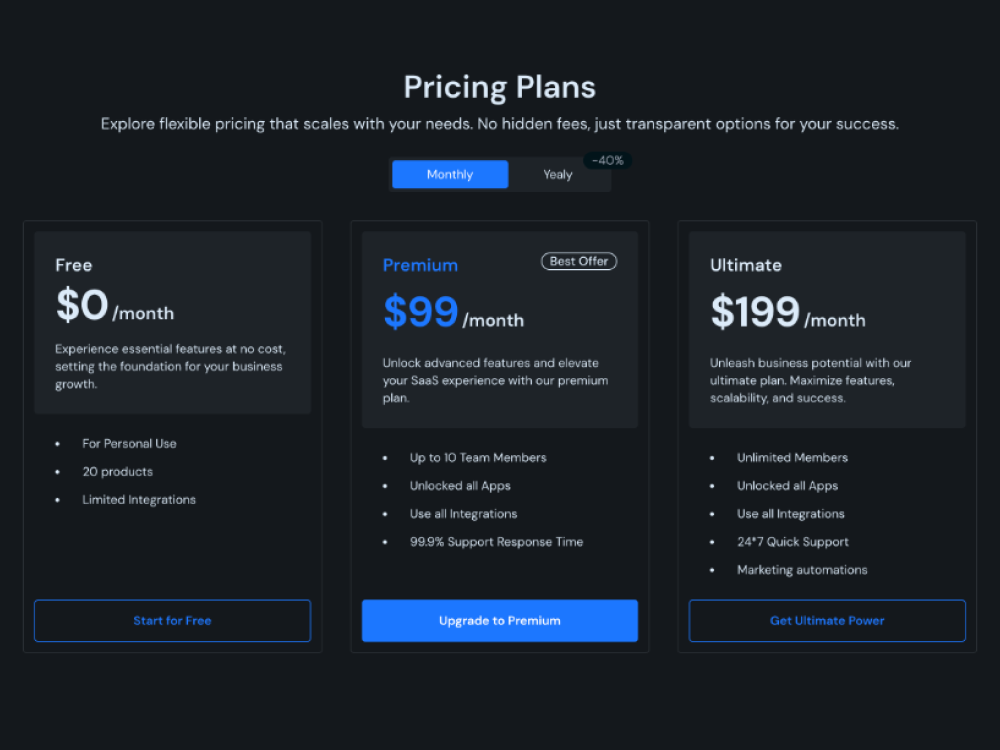 Pricing Plans
Explore flexible pricing that scales with your needs. No hidden fees, just transparent options for your success.
Monthly
Yealy
-40%
Free
$0 /month
Experience essential features at no cost,
setting the foundation for your business
growth.
• For Personal Use
• 20 products
• Limited Integrations
Start for Free
Premium
Best Offer
$99 /month
Unlock advanced features and elevate
your SaaS experience with our premium
plan.
• Up to 10 Team Members
• Unlocked all Apps
• Use all Integrations
• 99.9% Support Response Time
Upgrade to Premium
Ultimate
$199 /month
Unleash business potential with our
ultimate plan. Maximize features,
scalability, and success.
• Unlimited Members
• Unlocked all Apps
• Use all Integrations
• 24*7 Quick Support
• Marketing automations
Get Ultimate Power